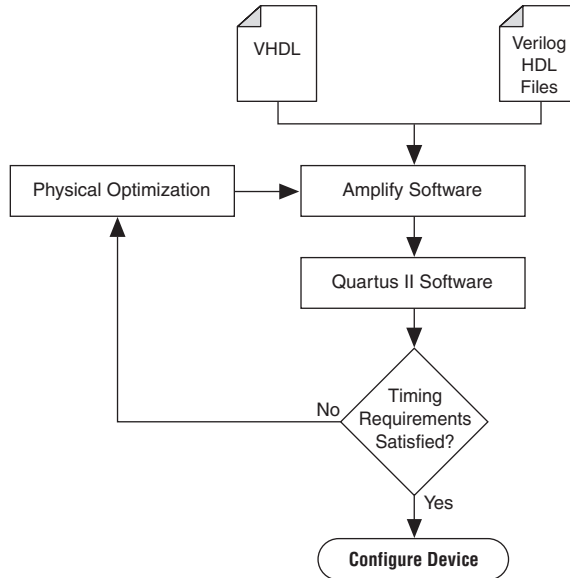 VHDL
Verilog
HDL
Files
Physical Optimization
Amplify Software
Quartus II Software
Timing
Requirements
Satisfied?
No
Yes
Configure Device